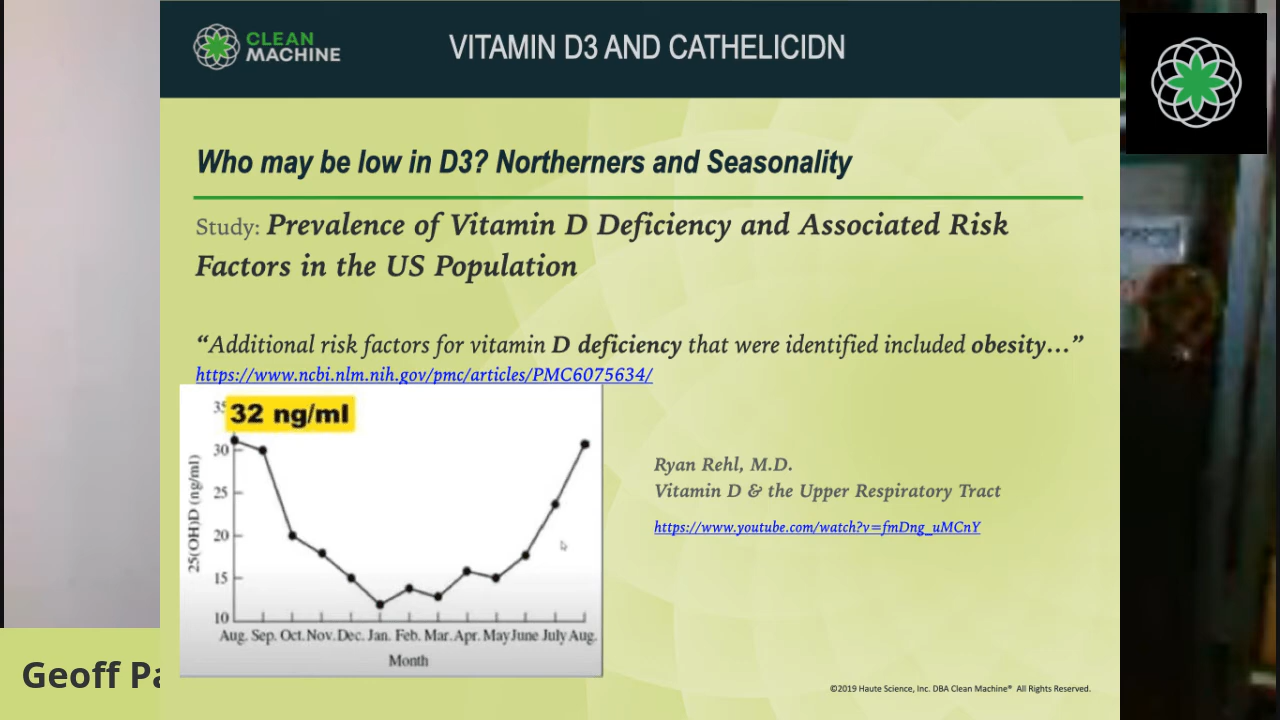 CLEAN
MACHINE
VITAMIN D3 AND CATHELICIDN
Who may be low in D3? Northerners and Seasonality
Study: Prevalence of Vitamin D Deficiency and Associated Risk
Factors in the US Population
“Additional risk factors for vitamin D deficiency that were identified included obesity...”
https://www.ncbi.nlm.nih.gov/pmc/articles/PMC6075634/
32 ng/ml
30
25
20
15
10
25(OH)D (ng/ml)
Aug. Sep. Oct. Nov. Dec. Jan. Feb. Mar. Apr. May June July Aug.
Month
Ryan Rehl, M.D.
Vitamin D & the Upper Respiratory Tract
https://www.youtube.com/watch?v=fmDng_uMCnY
Geoff Pa
©2019 Haute Science, Inc. DBA Clean Machine® All Rights Reserved.